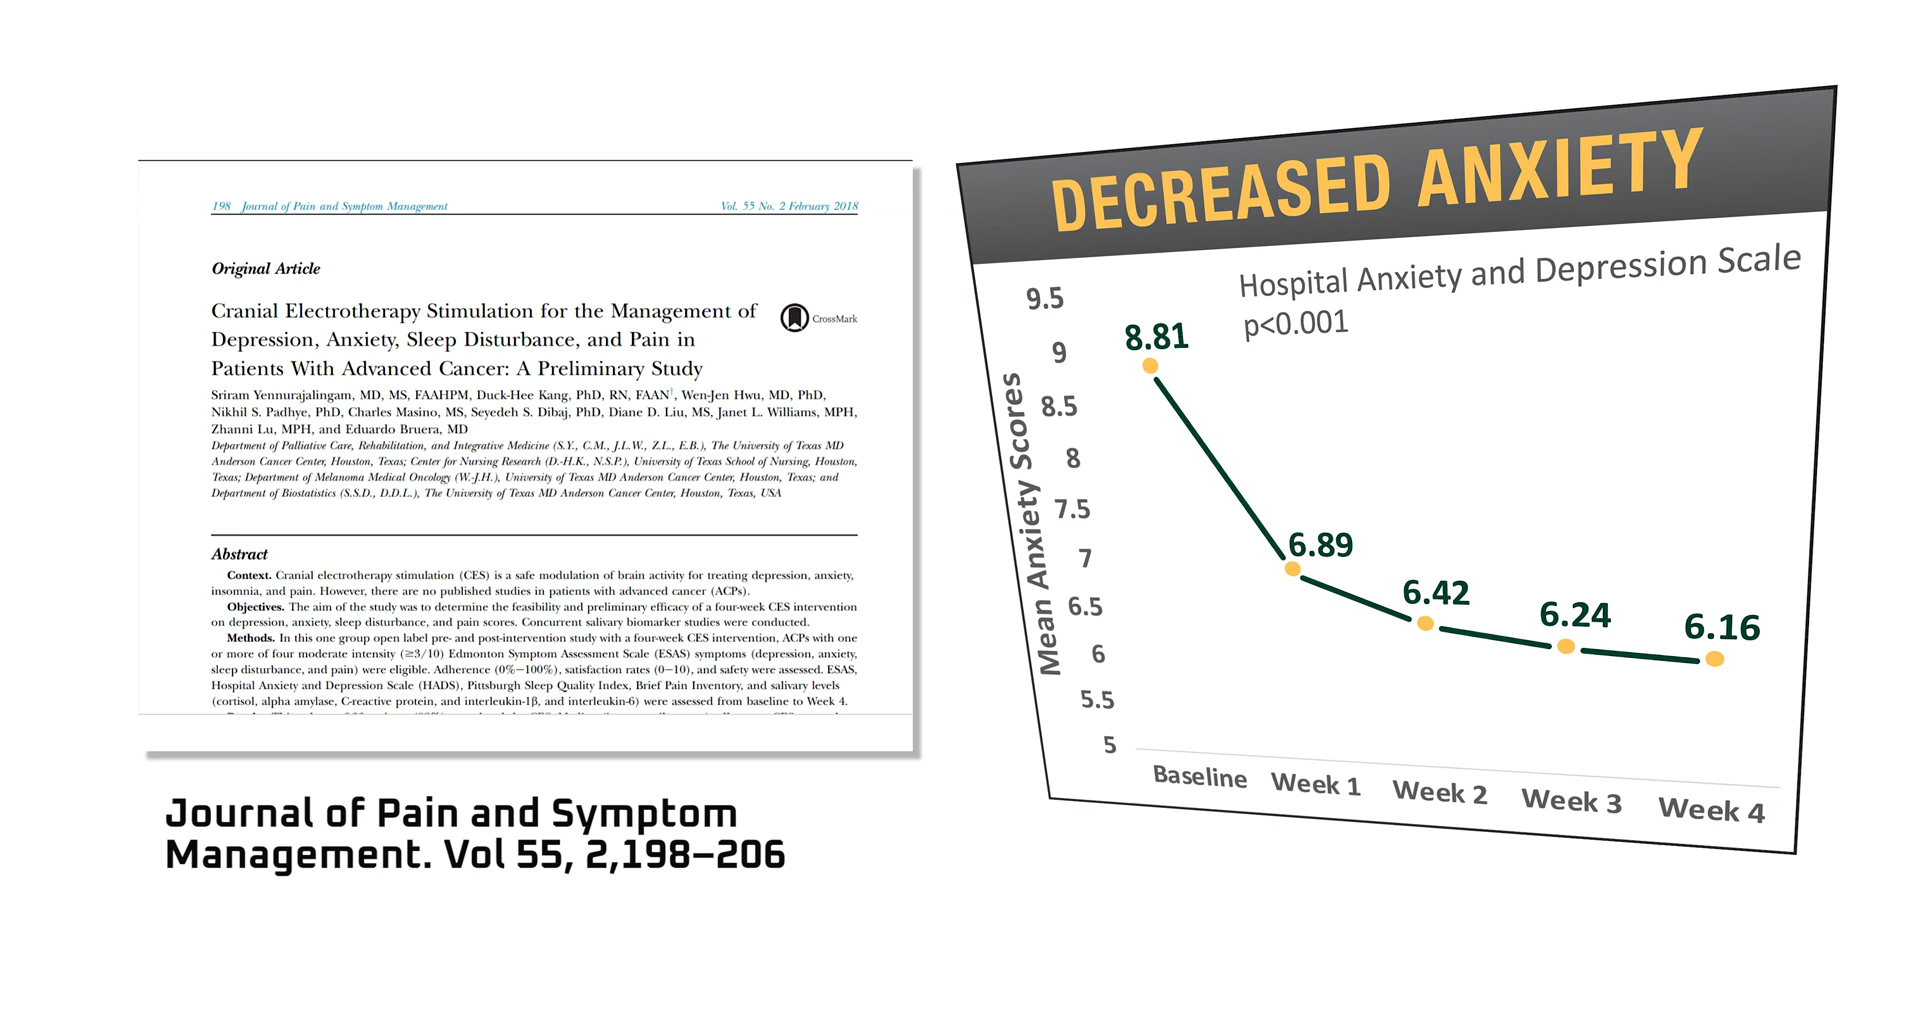 198 Journal of Pain and Symptom Management
Vol. 55 No. 2 February 2018
Original Article
Cranial Electrotherapy Stimulation for the Management of
Depression, Anxiety, Sleep Disturbance, and Pain in
Patients With Advanced Cancer: A Preliminary Study
CrossMark
Sriram Yennurajalingam, MD, MS, FAAHPM, Duck-Hee Kang, PhD, RN, FAAN†, Wen-Jen Hwu, MD, PhD,
Nikhil S. Padhye, PhD, Charles Masino, MS, Seyedeh S. Dibaj, PhD, Diane D. Liu, MS, Janet L. Williams, MPH,
Zhanni Lu, MPH, and Eduardo Bruera, MD
Department of Palliative Care, Rehabilitation, and Integrative Medicine (S.Y., C.M., J.L.W., Z.L., E.B.), The University of Texas MD
Anderson Cancer Center, Houston, Texas; Center for Nursing Research (D.-H.K., N.S.P.), University of Texas School of Nursing, Houston,
Texas; Department of Melanoma Medical Oncology (W.-J.H.), University of Texas MD Anderson Cancer Center, Houston, Texas; and
Department of Biostatistics (S.S.D., D.D.L.), The University of Texas MD Anderson Cancer Center, Houston, Texas, USA
Abstract
Context. Cranial electrotherapy stimulation (CES) is a safe modulation of brain activity for treating depression, anxiety,
insomnia, and pain. However, there are no published studies in patients with advanced cancer (ACPs).
Objectives. The aim of the study was to determine the feasibility and preliminary efficacy of a four-week CES intervention
on depression, anxiety, sleep disturbance, and pain scores. Concurrent salivary biomarker studies were conducted.
Methods. In this one group open label pre- and post-intervention study with a four-week CES intervention, ACPs with one
or more of four moderate intensity (≥3/10) Edmonton Symptom Assessment Scale (ESAS) symptoms (depression, anxiety,
sleep disturbance, and pain) were eligible. Adherence (0%–100%), satisfaction rates (0–10), and safety were assessed. ESAS,
Hospital Anxiety and Depression Scale (HADS), Pittsburgh Sleep Quality Index, Brief Pain Inventory, and salivary levels
(cortisol, alpha amylase, C-reactive protein, and interleukin-1β, and interleukin-6) were assessed from baseline to Week 4.
Journal of Pain and Symptom
Management. Vol 55, 2,198–206
DECREASED ANXIETY
Hospital Anxiety and Depression Scale
p<0.001
Mean Anxiety Scores
9.5
9
8.5
8
7.5
7
6.5
6
5.5
5
8.81
6.89
6.42
6.24
6.16
Baseline
Week 1
Week 2
Week 3
Week 4